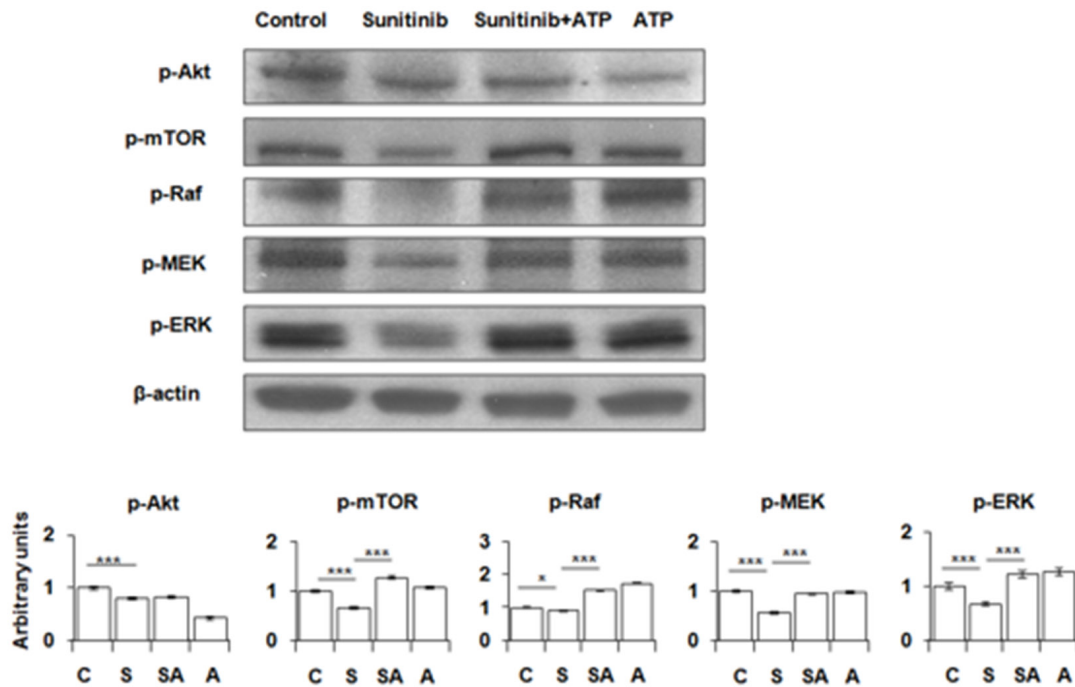 Control Sunitinib Sunitinib+ATP ATP
p-Akt
p-mTOR
p-Raf
p-MEK
p-ERK
β-actin
p-Akt p-mTOR p-Raf p-MEK p-ERK
Arbitrary units
2
1
0
***
C S SA A
2
1
0
*** ***
C S SA A
3
2
1
0
* ***
C S SA A
2
1
0
*** ***
C S SA A
2
1
0
*** ***
C S SA A